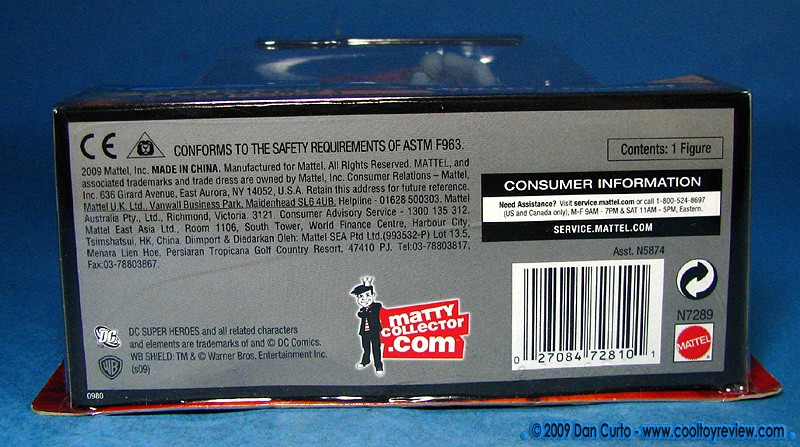 CE
CONFORMS TO THE SAFETY REQUIREMENTS OF ASTM F963.
2009 Mattel, Inc. MADE IN CHINA. Manufactured for Mattel. All Rights Reserved. MATTEL, and
associated trademarks and trade dress are owned by Mattel, Inc. Consumer Relations – Mattel,
Inc. 636 Girard Avenue, East Aurora, NY 14052, U.S.A. Retain this address for future reference.
Mattel U.K. Ltd., Vanwall Business Park, Maidenhead SL6 4UB. Helpline - 01628 500303. Mattel
Australia Pty., Ltd., Richmond, Victoria. 3121. Consumer Advisory Service - 1300 135 312.
Mattel East Asia Ltd., Room 1106, South Tower, World Finance Centre, Harbour City,
Tsimshatsui, HK, China. Diimport & Diedarkan Oleh: Mattel SEA Ptd Ltd.(993532-P) Lot 13.5,
Menara Lien Hoe, Persiaran Tropicana Golf Country Resort, 47410 PJ. Tel:03-78803817,
Fax:03-78803867.
Contents: 1 Figure
CONSUMER INFORMATION
Need Assistance? Visit service.mattel.com or call 1-800-524-8697
(US and Canada only), M-F 9AM - 7PM & SAT 11AM - 5PM, Eastern.
SERVICE.MATTEL.COM
Asst. N5874
N7289
MATTEL
0 27084 72810 1
matty
COLLECTOR
.com
DC
DC SUPER HEROES and all related characters
and elements are trademarks of and © DC Comics.
WB SHIELD: TM & © Warner Bros. Entertainment Inc.
(s09)
WB
0980
© 2009 Dan Curto - www.cooltoyreview.com